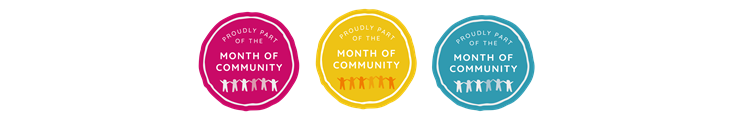 PROUDLY PART
OF THE
MONTH OF
COMMUNITY
PROUDLY PART
OF THE
MONTH OF
COMMUNITY
PROUDLY PART
OF THE
MONTH OF
COMMUNITY